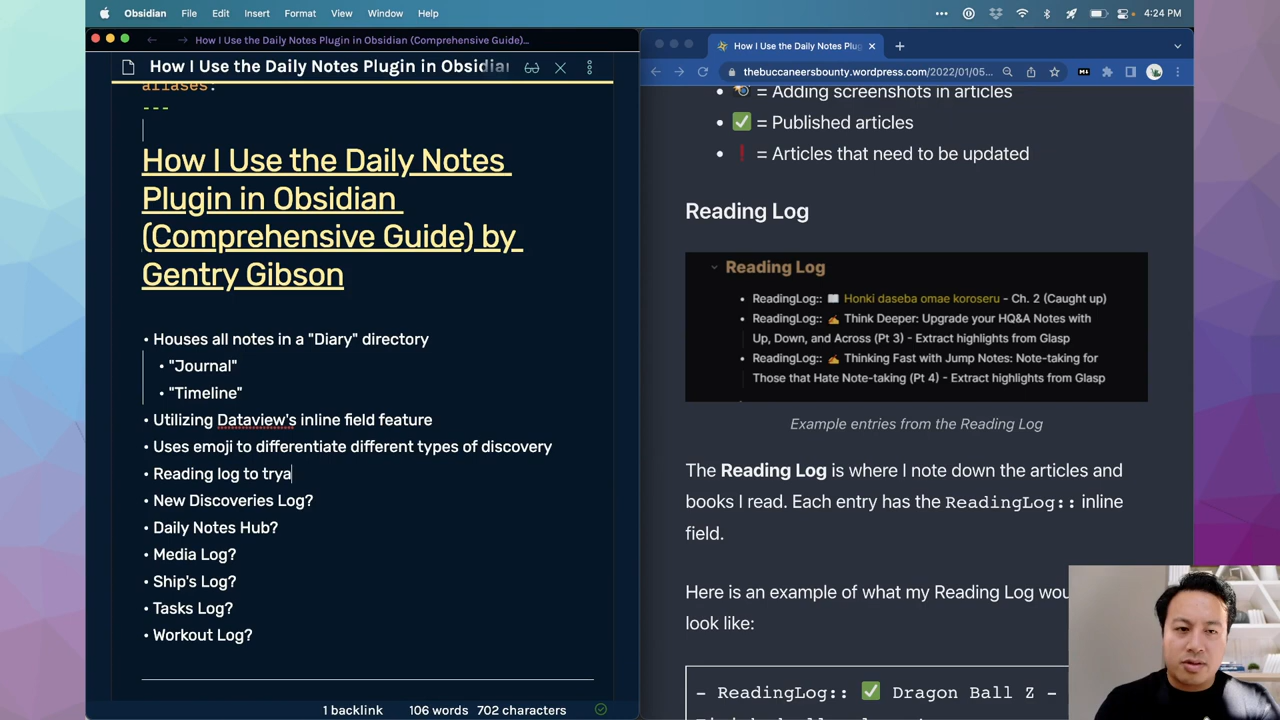 Obsidian File Edit Insert Format View Window Help
4:24 PM
How I Use the Daily Notes Plugin in Obsidian (Comprehensive Guide)...
How I Use the Daily Notes Plugin in Obsidian
aliases:
---
How I Use the Daily Notes
Plugin in Obsidian
(Comprehensive Guide) by
Gentry Gibson
• Houses all notes in a "Diary" directory
• "Journal"
• "Timeline"
• Utilizing Dataview's inline field feature
• Uses emoji to differentiate different types of discovery
• Reading log to trya
• New Discoveries Log?
• Daily Notes Hub?
• Media Log?
• Ship's Log?
• Tasks Log?
• Workout Log?
1 backlink 106 words 702 characters
How I Use the Daily Notes Plug
thebuccaneersbounty.wordpress.com/2022/01/05...
• 📸 = Adding screenshots in articles
• ✅ = Published articles
• ❗ = Articles that need to be updated
Reading Log
Reading Log
• ReadingLog:: 📖 Honki daseba omae koroseru - Ch. 2 (Caught up)
• ReadingLog:: ✍ Think Deeper: Upgrade your HQ&A Notes with
Up, Down, and Across (Pt 3) - Extract highlights from Glasp
• ReadingLog:: ✍ Thinking Fast with Jump Notes: Note-taking for
Those that Hate Note-taking (Pt 4) - Extract highlights from Glasp
Example entries from the Reading Log
The Reading Log is where I note down the articles and
books I read. Each entry has the ReadingLog:: inline
field.
Here is an example of what my Reading Log wou
look like:
- ReadingLog:: ✅ Dragon Ball Z -